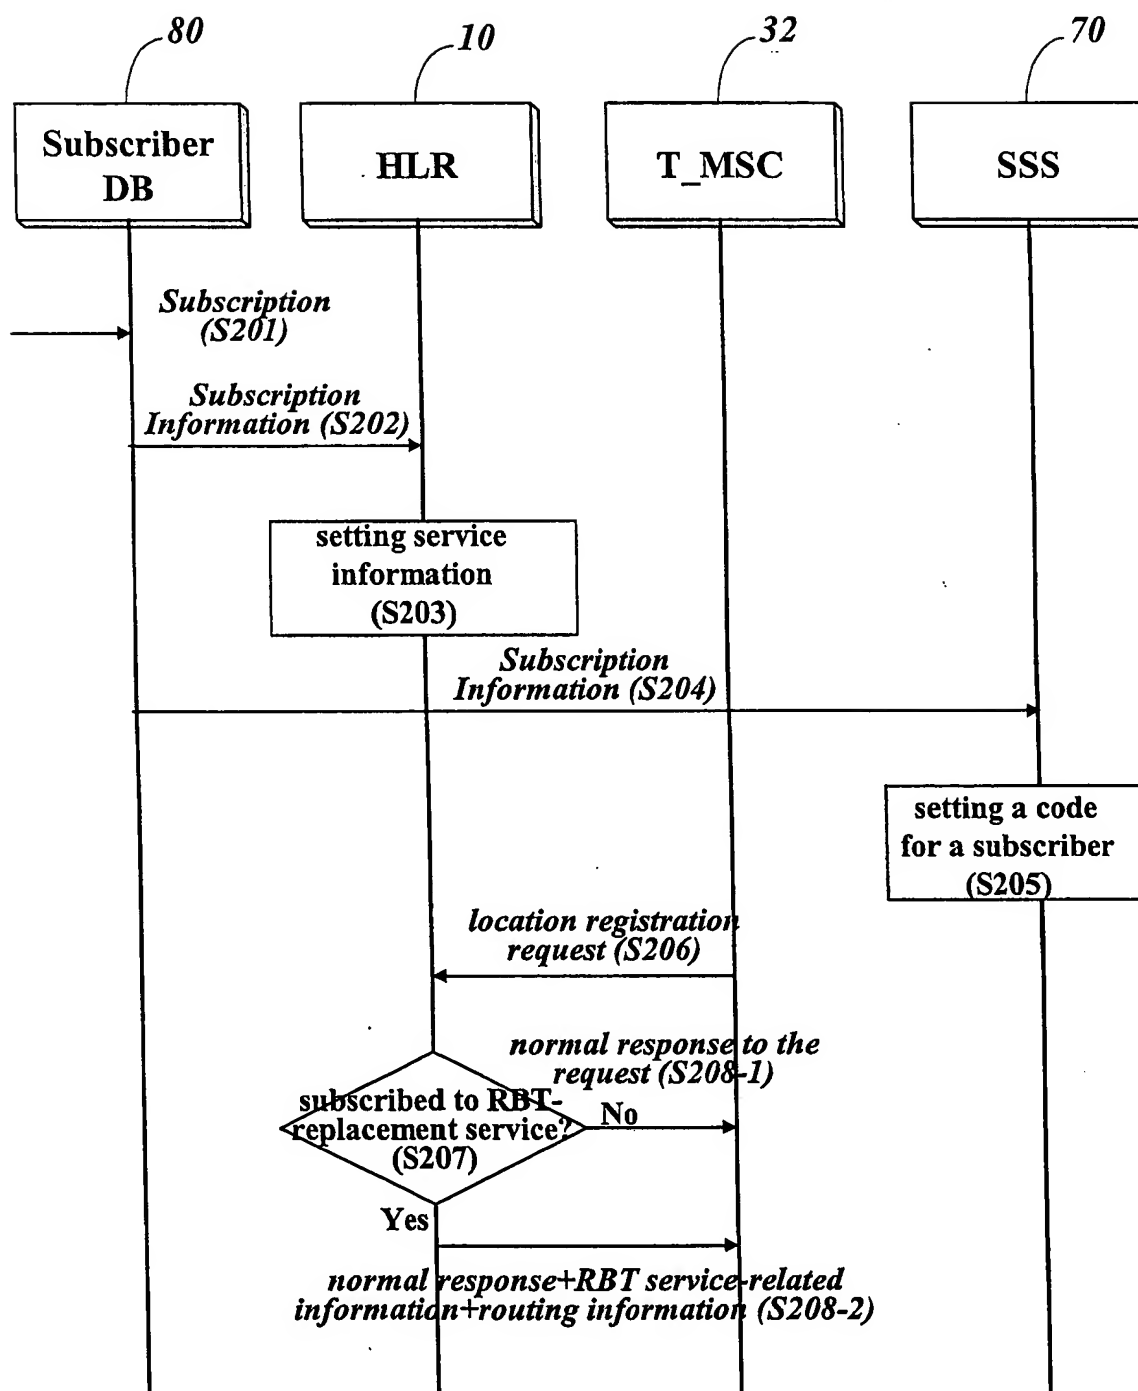 80
10
32
70
Subscriber
DB
HLR
T_MSC
SSS
Subscription
(S201)
Subscription
Information (S202)
setting service
information
(S203)
Subscription
Information (S204)
setting a code
for a subscriber
(S205)
location registration
request (S206)
normal response to the
request (S208-1)
subscribed to RBT-
replacement service?
(S207)
No
Yes
normal response+RBT service-related
information+routing information (S208-2)